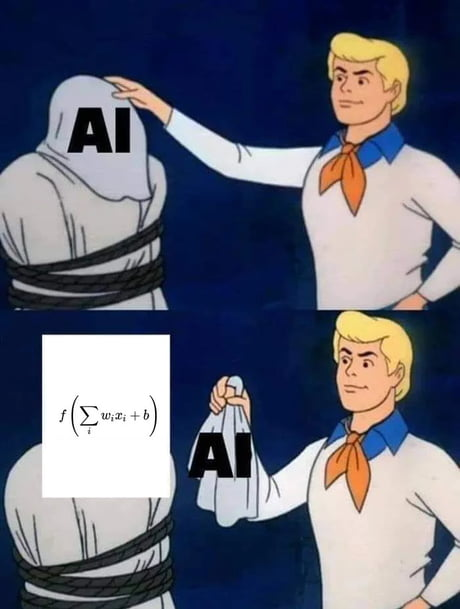 AI
f(∑ᵢ wᵢxᵢ + b)
AI